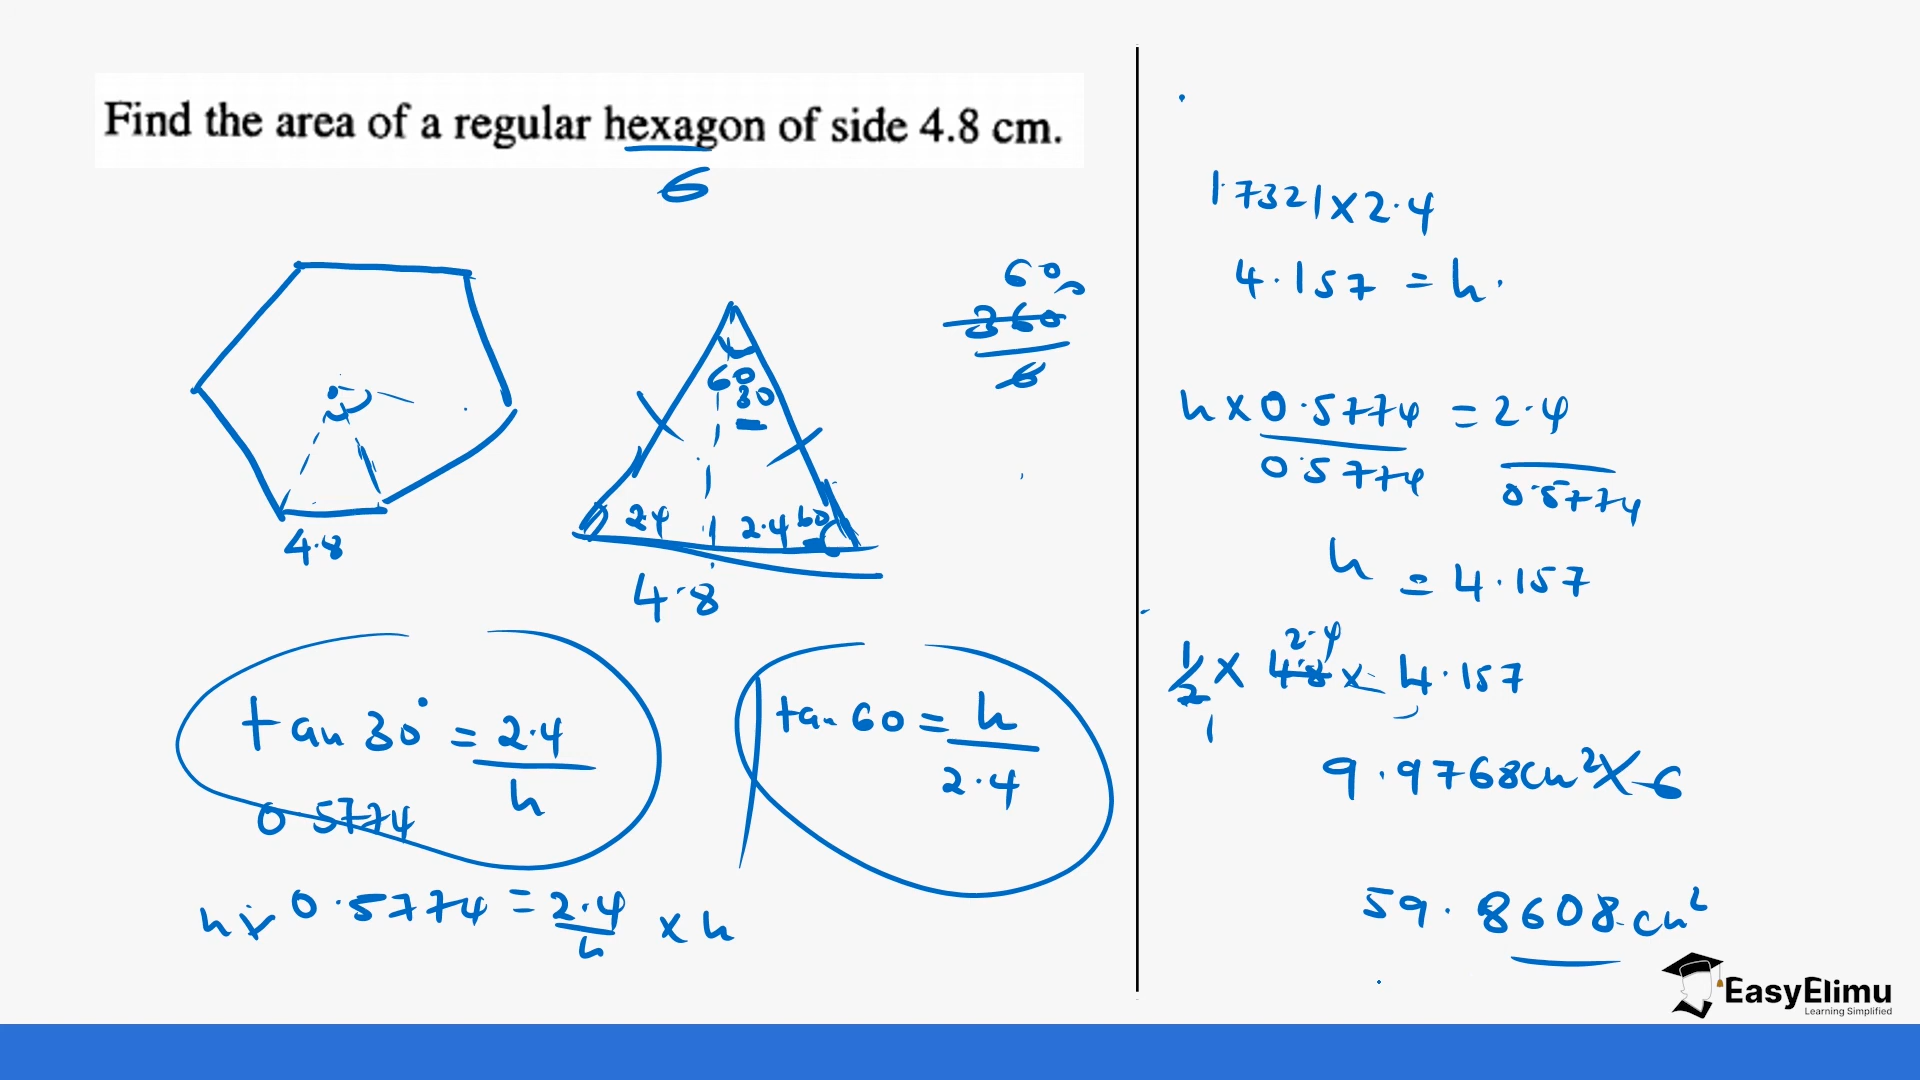 Find the area of a regular hexagon of side 4.8 cm.
6
4.8
60
360
6
60
30
2.4 2.4 60
4.8
tan 30° = 2.4
h
0.5774
tan 60 = h
2.4
h × 0.5774 = 2.4 × h
h
1.7321 × 2.4
4.157 = h.
h × 0.5774 = 2.4
0.5774 0.5774
h = 4.157
2.4
1/2 × 4.8 × 4.157
1
9.9768cm² × 6
59.8608cm²
EasyElimu
Learning Simplified